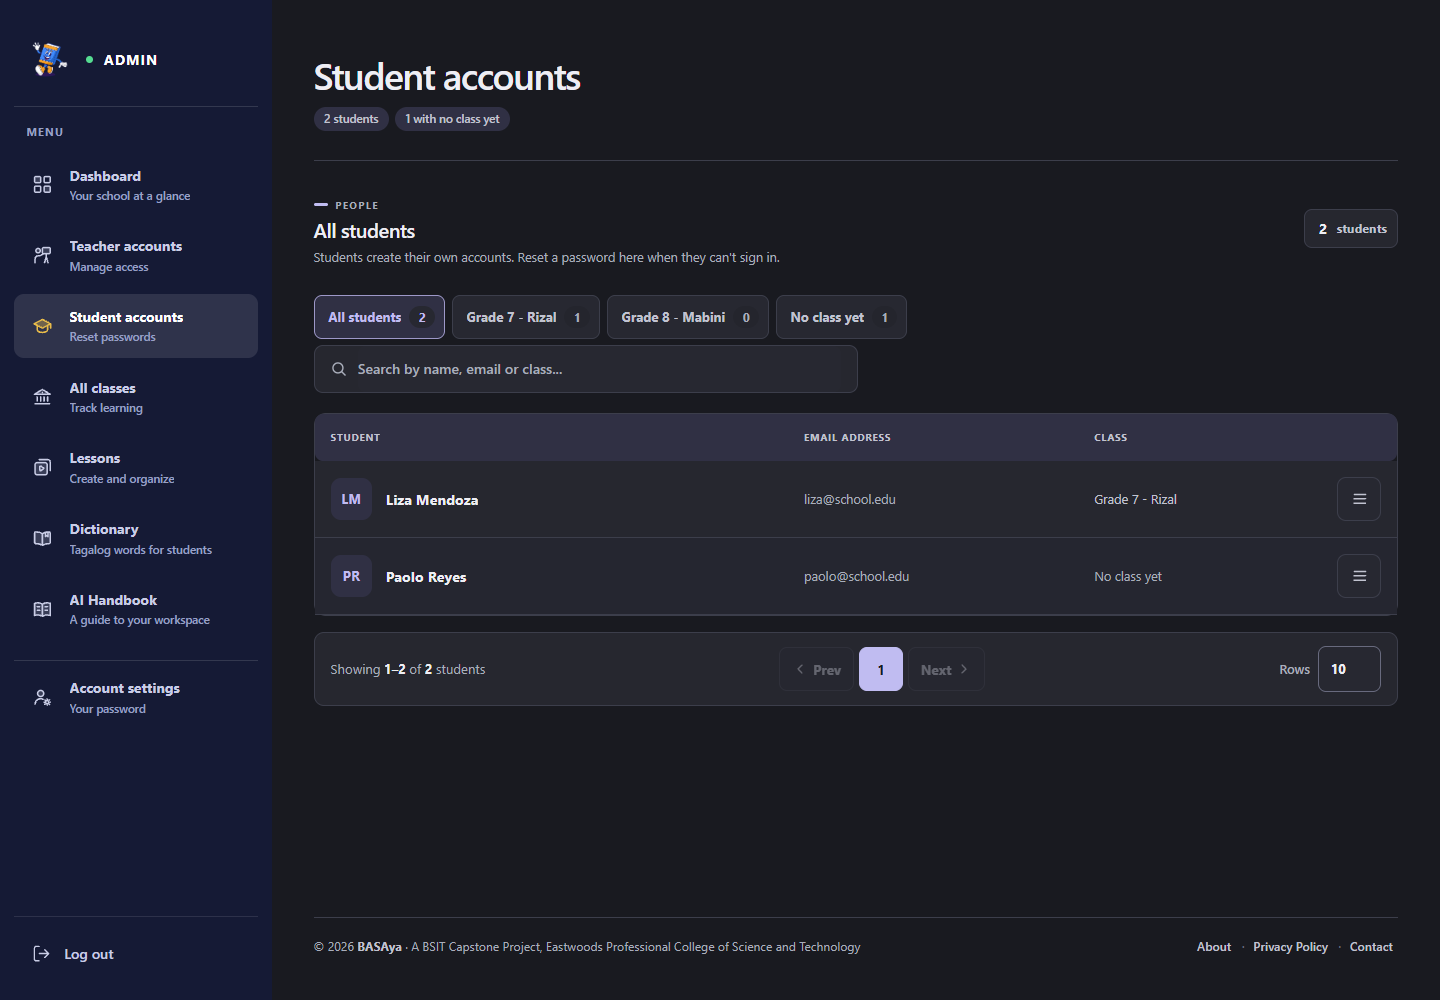 ADMIN
MENU
Dashboard
Your school at a glance
Teacher accounts
Manage access
Student accounts
Reset passwords
All classes
Track learning
Lessons
Create and organize
Dictionary
Tagalog words for students
AI Handbook
A guide to your workspace
Account settings
Your password
Log out
Student accounts
2 students
1 with no class yet
PEOPLE
All students
Students create their own accounts. Reset a password here when they can't sign in.
2 students
All students 2
Grade 7 - Rizal 1
Grade 8 - Mabini 0
No class yet 1
Search by name, email or class...
STUDENT EMAIL ADDRESS CLASS
LM Liza Mendoza liza@school.edu Grade 7 - Rizal
PR Paolo Reyes paolo@school.edu No class yet
Showing 1–2 of 2 students
Prev 1 Next
Rows 10
© 2026 BASAya · A BSIT Capstone Project, Eastwoods Professional College of Science and Technology
About · Privacy Policy · Contact